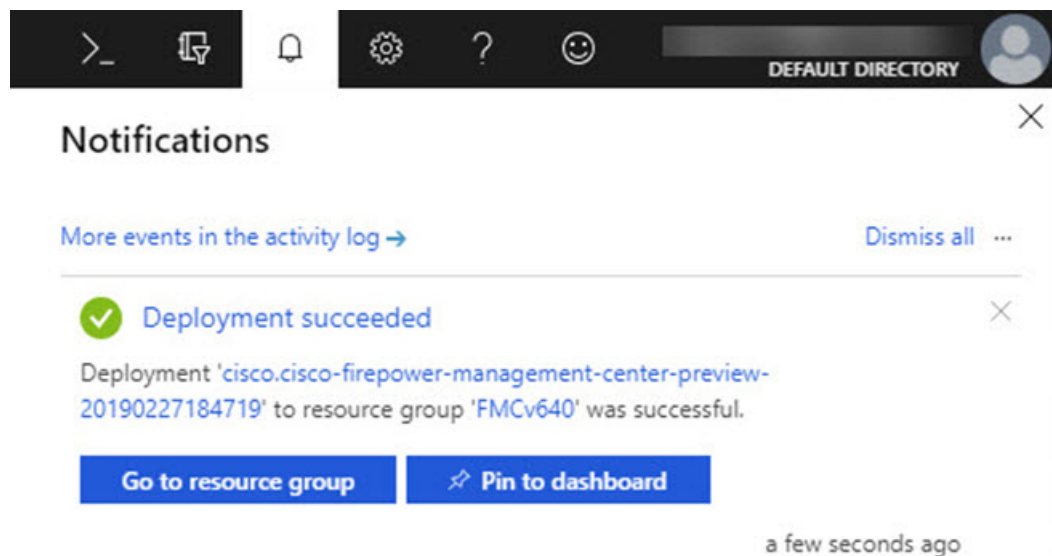 DEFAULT DIRECTORY
Notifications
More events in the activity log →
Dismiss all ...
Deployment succeeded
Deployment 'cisco.cisco-firepower-management-center-preview-
20190227184719' to resource group 'FMCv640' was successful.
Go to resource group
Pin to dashboard
a few seconds ago